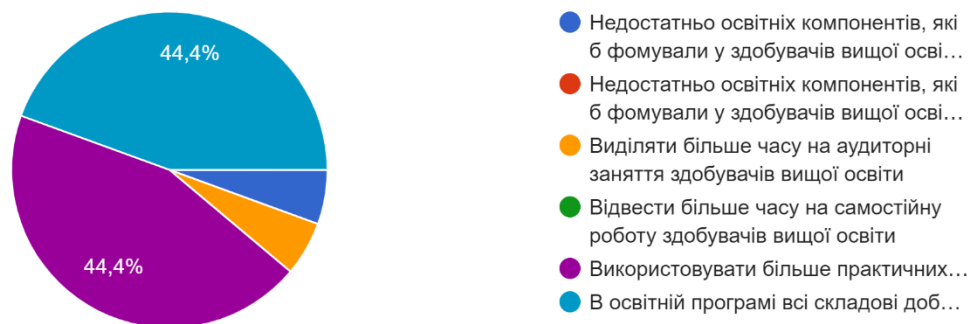 44,4%
44,4%
Недостатньо освітніх компонентів, які
б фомували у здобувачів вищої осві…
Недостатньо освітніх компонентів, які
б фомували у здобувачів вищої осві…
Виділяти більше часу на аудиторні
заняття здобувачів вищої освіти
Відвести більше часу на самостійну
роботу здобувачів вищої освіти
Використовувати більше практичних…
В освітній програмі всі складові доб…